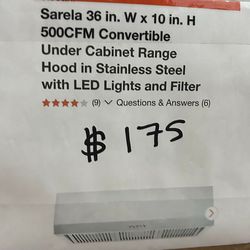 Sarela 36 in. W x 10 in. H
500CFM Convertible
Under Cabinet Range
Hood in Stainless Steel
with LED Lights and Filter
(9) Questions & Answers (6)
$ 175